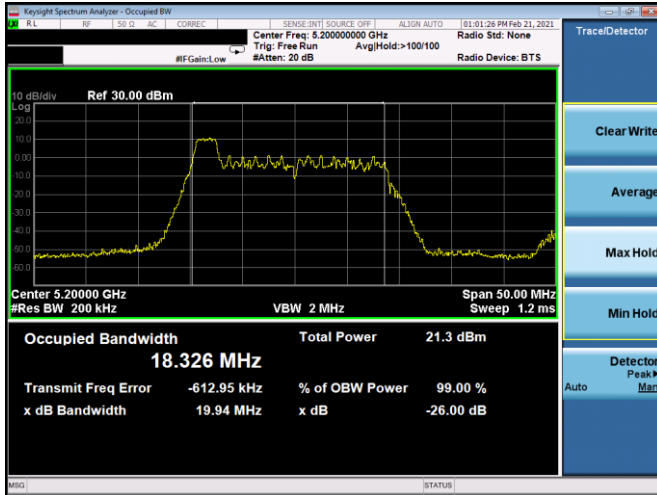 Keysight Spectrum Analyzer - Occupied BW
RL RF 50 Ω AC CORREC SENSE:INT SOURCE OFF ALIGN AUTO 01:01:26 PM Feb 21, 2021
Center Freq: 5.200000000 GHz Radio Std: None
Trig: Free Run Avg|Hold:>100/100
#IFGain:Low #Atten: 20 dB Radio Device: BTS
Trace/Detector
10 dB/div Ref 30.00 dBm
Log
20.0
10.0
0.00
-10.0
-20.0
-30.0
-40.0
-50.0
-60.0
Center 5.20000 GHz Span 50.00 MHz
#Res BW 200 kHz VBW 2 MHz Sweep 1.2 ms
Occupied Bandwidth Total Power 21.3 dBm
18.326 MHz
Transmit Freq Error -612.95 kHz % of OBW Power 99.00 %
x dB Bandwidth 19.94 MHz x dB -26.00 dB
Clear Write
Average
Max Hold
Min Hold
Detector
Peak
Auto Man
MSG STATUS